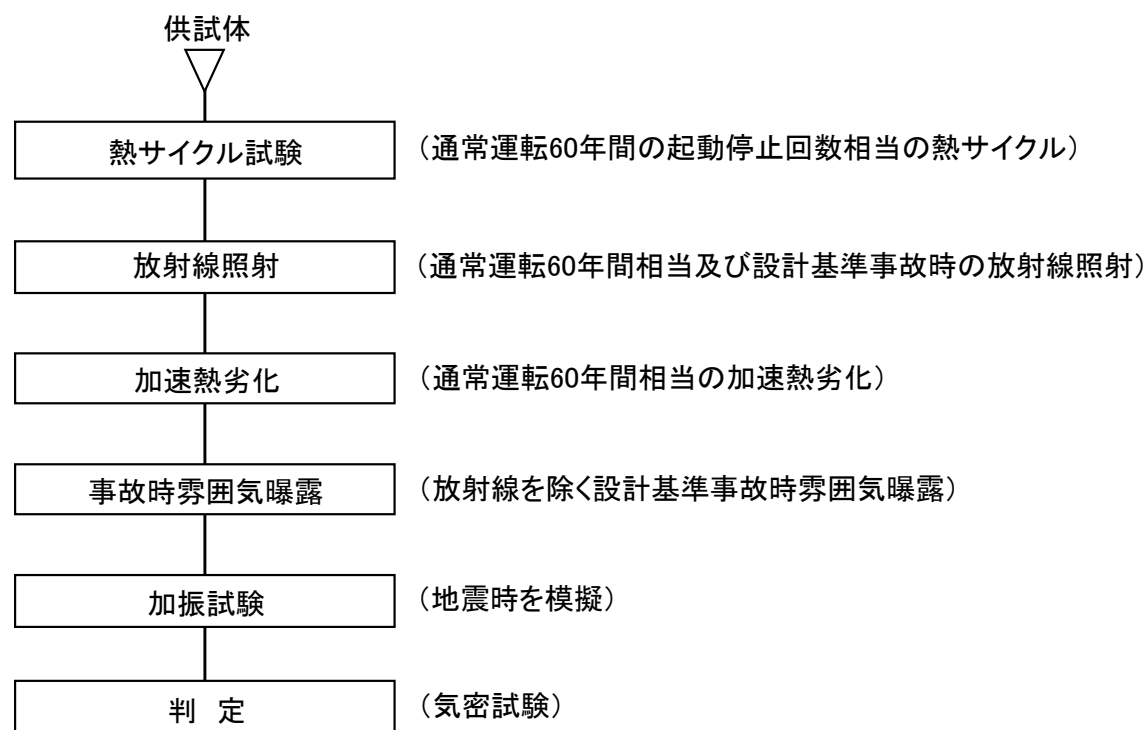 供試体
熱サイクル試験 （通常運転60年間の起動停止回数相当の熱サイクル）
放射線照射 （通常運転60年間相当及び設計基準事故時の放射線照射）
加速熱劣化 （通常運転60年間相当の加速熱劣化）
事故時雰囲気曝露 （放射線を除く設計基準事故時雰囲気曝露）
加振試験 （地震時を模擬）
判　定 （気密試験）